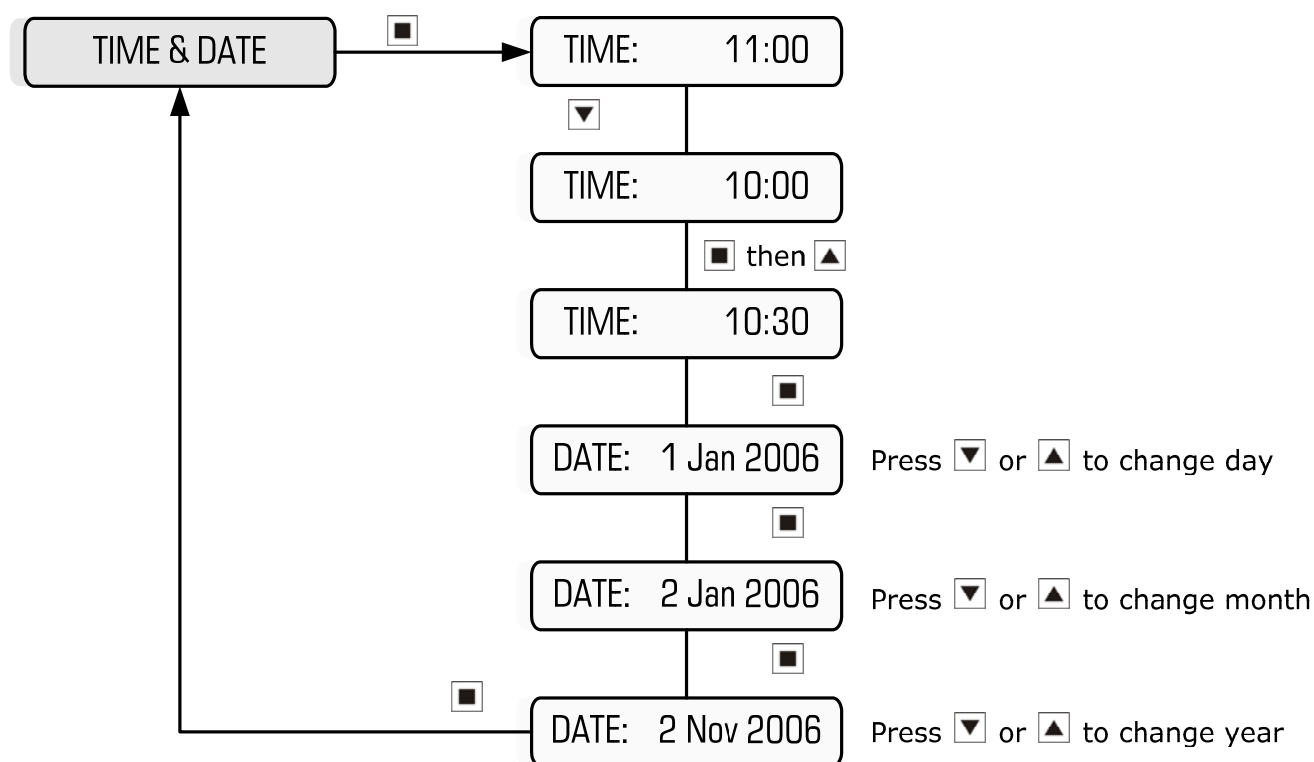 TIME & DATE
TIME: 11:00
TIME: 10:00
then
TIME: 10:30
DATE: 1 Jan 2006
Press ▼ or ▲ to change day
DATE: 2 Jan 2006
Press ▼ or ▲ to change month
DATE: 2 Nov 2006
Press ▼ or ▲ to change year